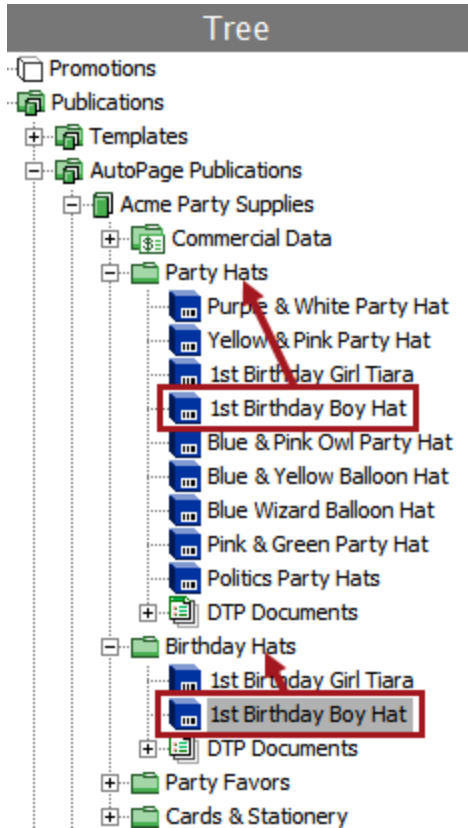 Tree
Promotions
Publications
Templates
AutoPage Publications
Acme Party Supplies
Commercial Data
Party Hats
Purple & White Party Hat
Yellow & Pink Party Hat
1st Birthday Girl Tiara
1st Birthday Boy Hat
Blue & Pink Owl Party Hat
Blue & Yellow Balloon Hat
Blue Wizard Balloon Hat
Pink & Green Party Hat
Politics Party Hats
DTP Documents
Birthday Hats
1st Birthday Girl Tiara
1st Birthday Boy Hat
DTP Documents
Party Favors
Cards & Stationery